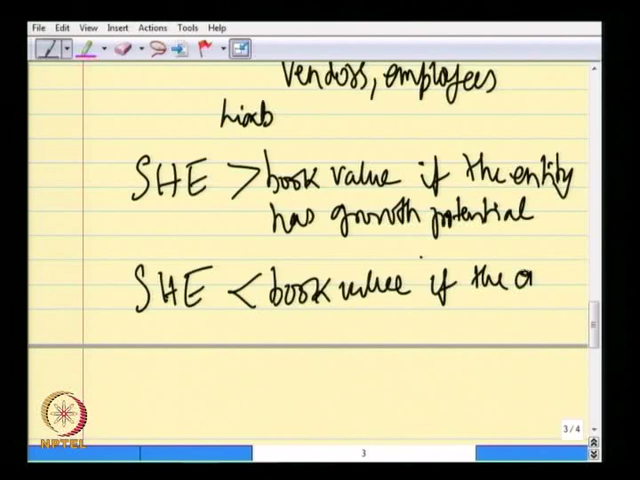 File Edit View Insert Actions Tools Help
vendors, employees
Liab
SHE > book value if the entity
has growth potential
SHE < book value if the
NPTEL
3/4
3